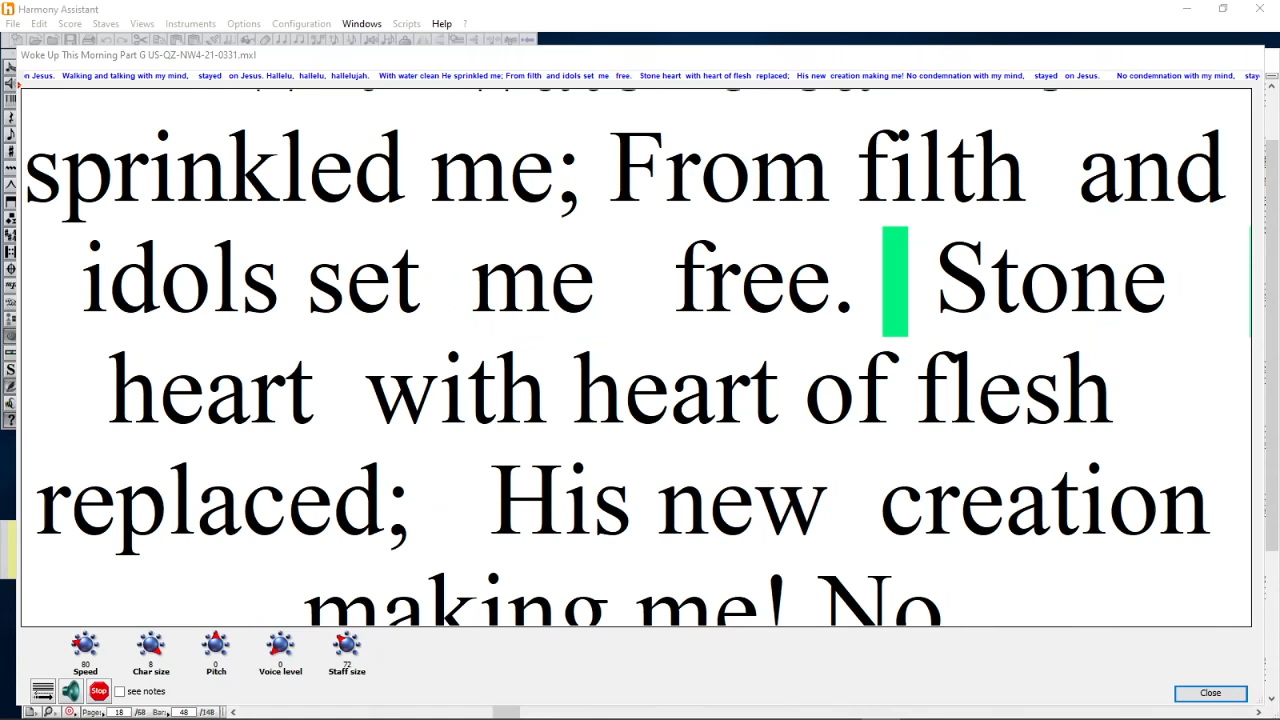 Harmony Assistant
File Edit Score Staves Views Instruments Options Configuration Windows Scripts Help ?
Woke Up This Morning Part G US-QZ-NW4-21-0331.mxl
n Jesus. Walking and talking with my mind, stayed on Jesus. Hallelu, hallelu, hallelujah. With water clean He sprinkled me; From filth and idols set me free. Stone heart with heart of flesh replaced; His new creation making me! No condemnation with my mind, stayed on Jesus. No condemnation with my mind, stay
sprinkled me; From filth and
idols set me free. Stone
heart with heart of flesh
replaced; His new creation
making me! No
80 8 0 0 72
Speed Char size Pitch Voice level Staff size
Stop see notes Close
Page: 18 /68 Bar: 48 /148